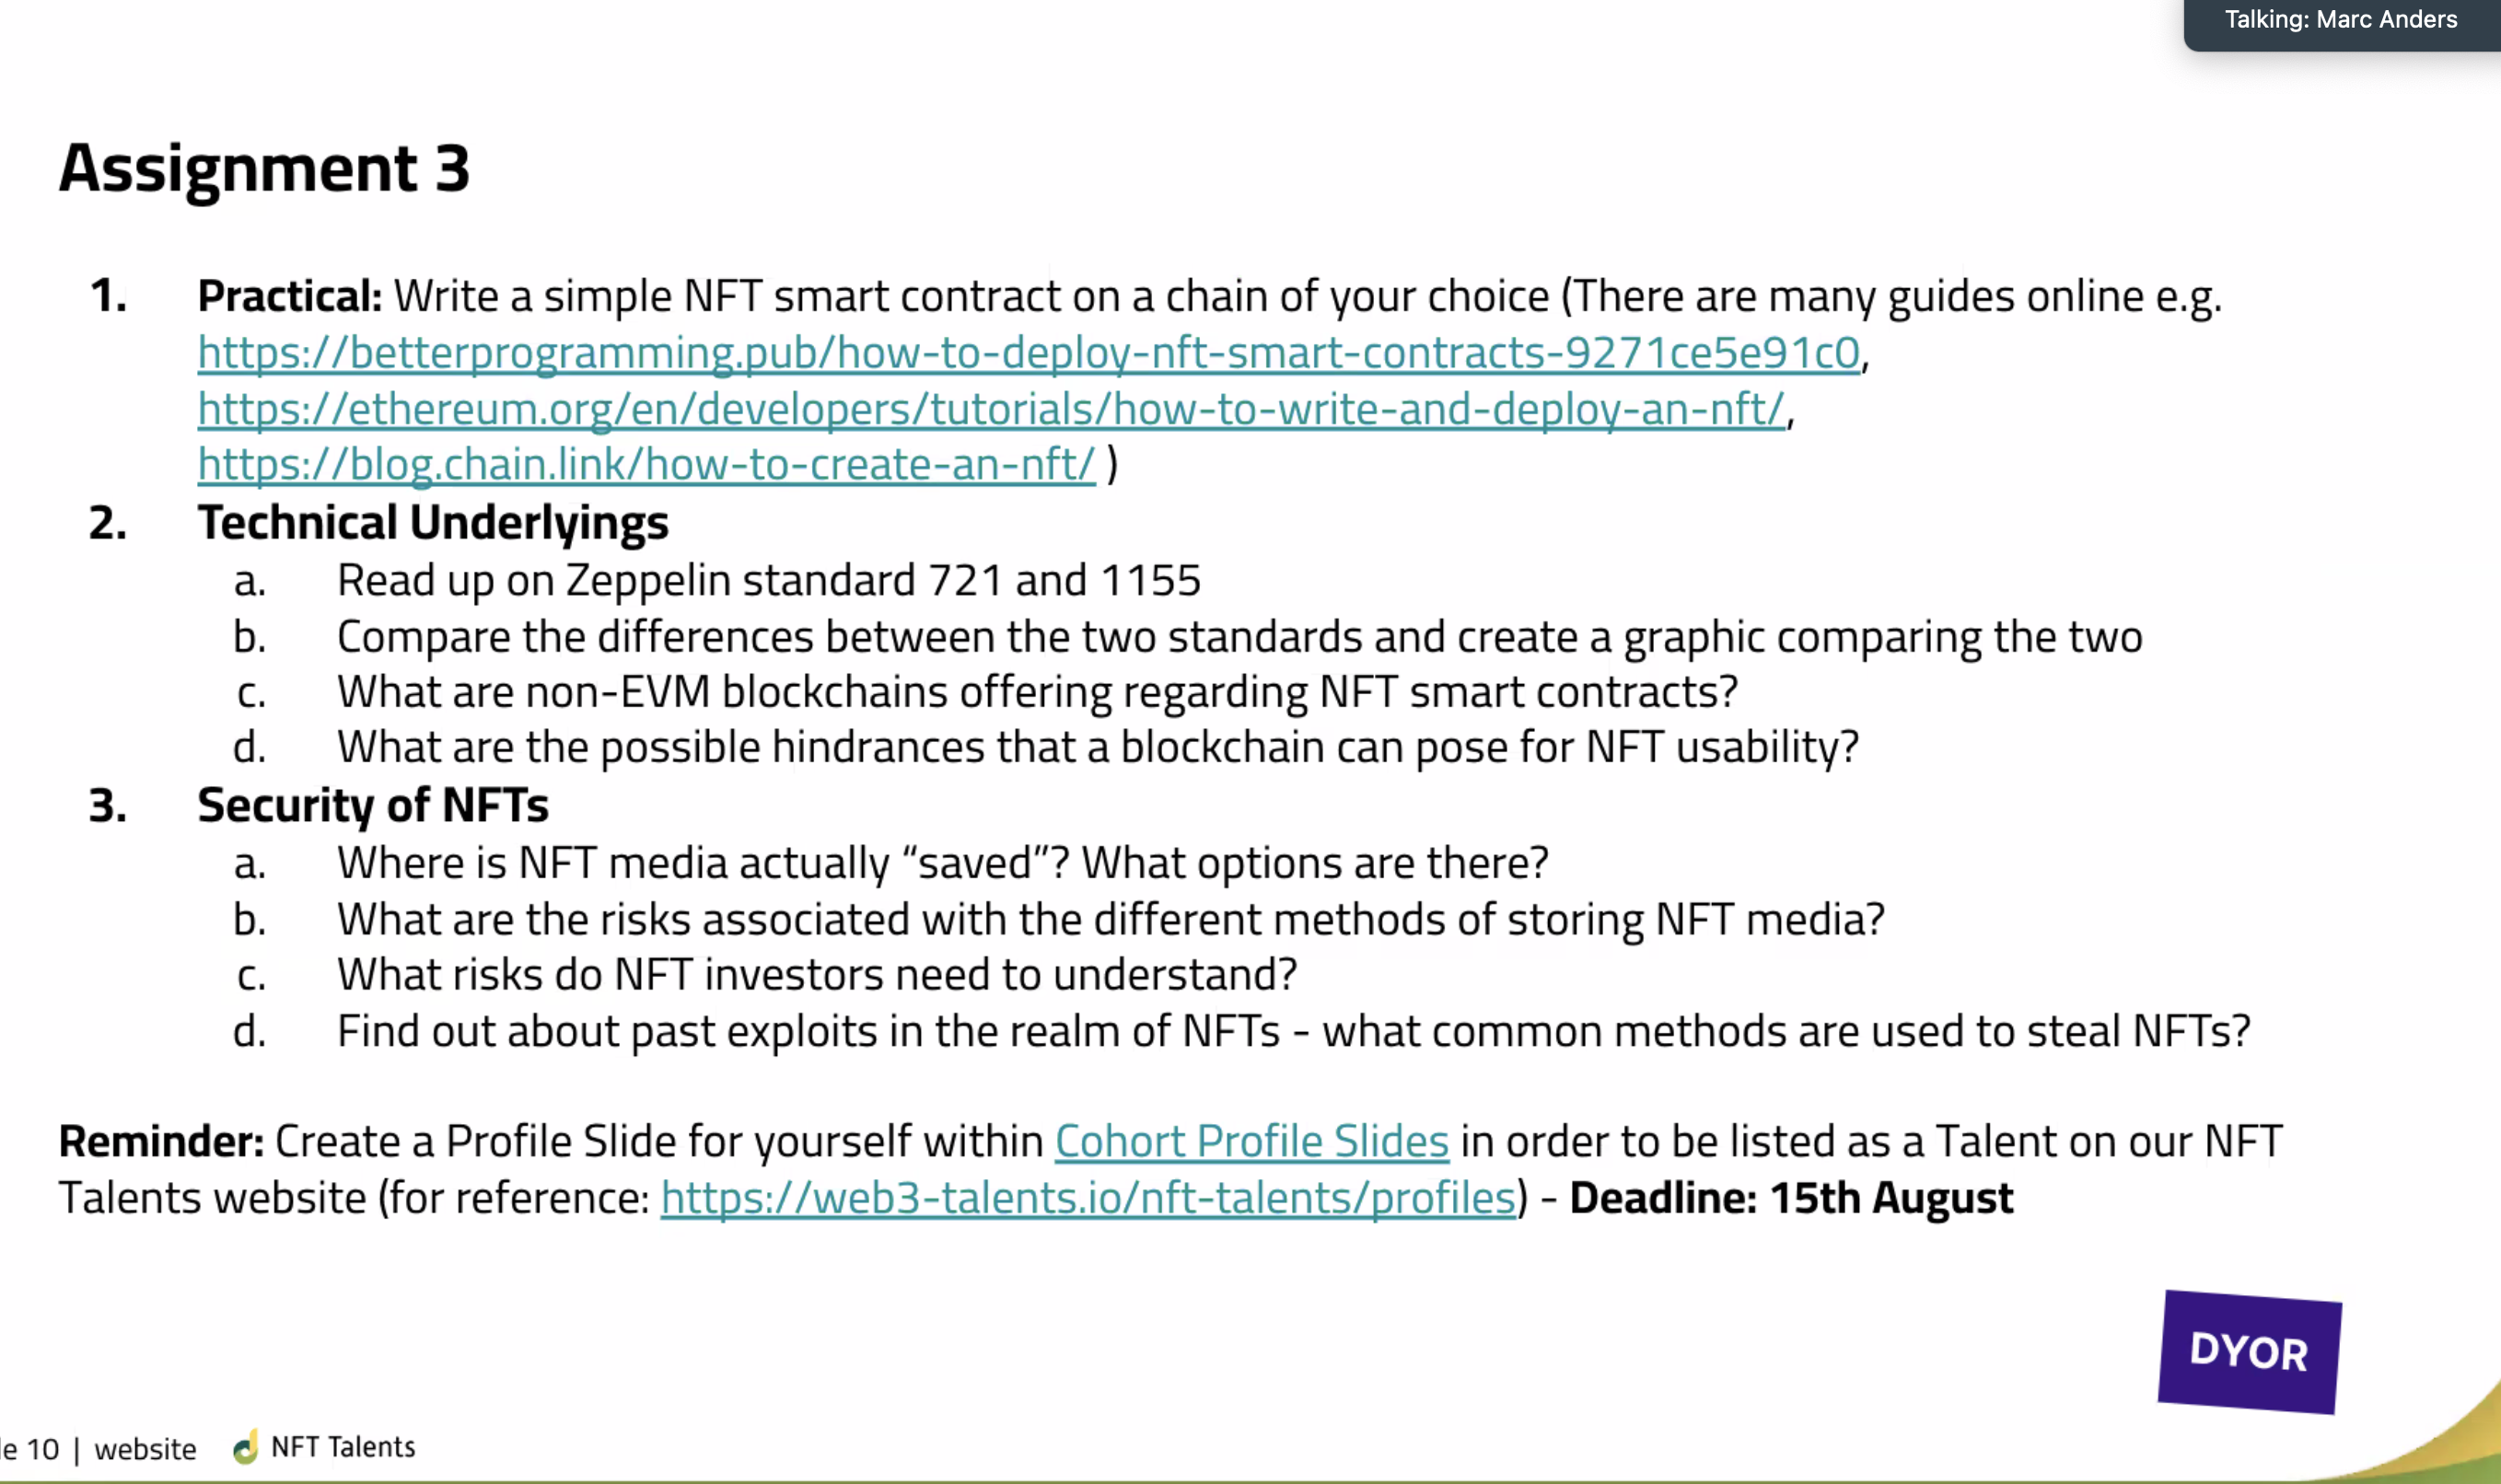 Talking: Marc Anders
Assignment 3
1. Practical: Write a simple NFT smart contract on a chain of your choice (There are many guides online e.g.
https://betterprogramming.pub/how-to-deploy-nft-smart-contracts-9271ce5e91c0,
https://ethereum.org/en/developers/tutorials/how-to-write-and-deploy-an-nft/,
https://blog.chain.link/how-to-create-an-nft/ )
2. Technical Underlyings
a. Read up on Zeppelin standard 721 and 1155
b. Compare the differences between the two standards and create a graphic comparing the two
c. What are non-EVM blockchains offering regarding NFT smart contracts?
d. What are the possible hindrances that a blockchain can pose for NFT usability?
3. Security of NFTs
a. Where is NFT media actually “saved”? What options are there?
b. What are the risks associated with the different methods of storing NFT media?
c. What risks do NFT investors need to understand?
d. Find out about past exploits in the realm of NFTs - what common methods are used to steal NFTs?
Reminder: Create a Profile Slide for yourself within Cohort Profile Slides in order to be listed as a Talent on our NFT
Talents website (for reference: https://web3-talents.io/nft-talents/profiles) - Deadline: 15th August
DYOR
e 10 | website NFT Talents